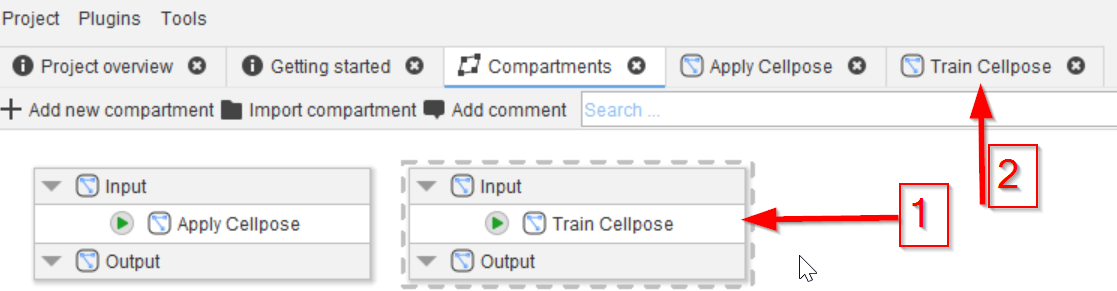 Project Plugins Tools
Project overview Getting started Compartments Apply Cellpose Train Cellpose
Add new compartment Import compartment Add comment Search ...
Input Input
Apply Cellpose Train Cellpose
Output Output
1
2